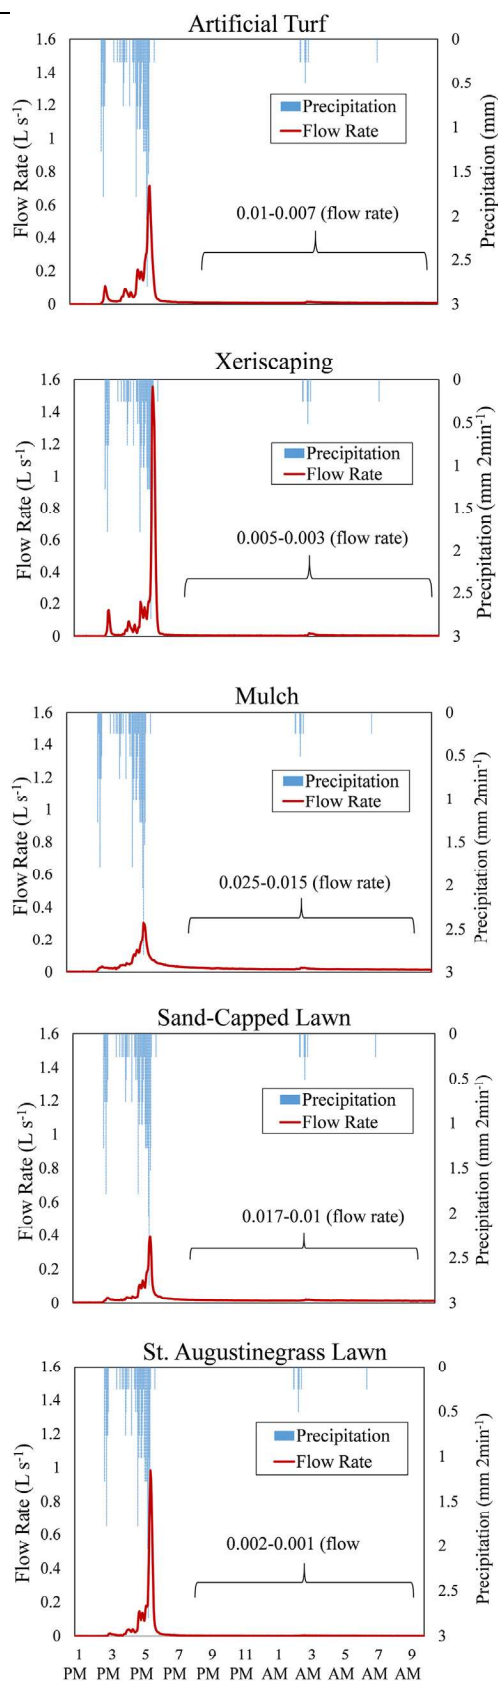 Artificial Turf
1.6
1.4
1.2
1
0.8
0.6
0.4
0.2
0
Flow Rate (L s-1)
Precipitation
Flow Rate
0.01-0.007 (flow rate)
0
0.5
1
1.5
2
2.5
3
Precipitation (mm)
Xeriscaping
1.6
1.4
1.2
1
0.8
0.6
0.4
0.2
0
Flow Rate (L s-1)
Precipitation
Flow Rate
0.005-0.003 (flow rate)
0
0.5
1
1.5
2
2.5
3
Precipitation (mm 2min-1)
Mulch
1.6
1.4
1.2
1
0.8
0.6
0.4
0.2
0
Flow Rate (L s-1)
Precipitation
Flow Rate
0.025-0.015 (flow rate)
0
0.5
1
1.5
2
2.5
3
Precipitation (mm 2min-1)
Sand-Capped Lawn
1.6
1.4
1.2
1
0.8
0.6
0.4
0.2
0
Flow Rate (L s-1)
Precipitation
Flow Rate
0.017-0.01 (flow rate)
0
0.5
1
1.5
2
2.5
3
Precipitation (mm 2min-1)
St. Augustinegrass Lawn
1.6
1.4
1.2
1
0.8
0.6
0.4
0.2
0
Flow Rate (L s-1)
Precipitation
Flow Rate
0.002-0.001 (flow
0
0.5
1
1.5
2
2.5
3
Precipitation (mm 2min-1)
1 3 5 7 9 11 1 3 5 7 9
PM PM PM PM PM PM AM AM AM AM AM